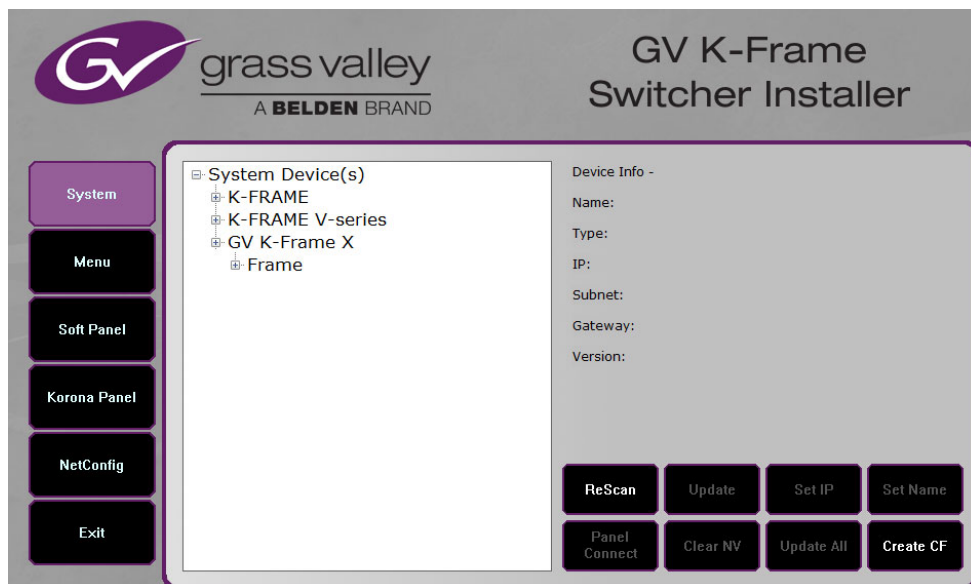 GV
grass valley
A BELDEN BRAND
GV K-Frame
Switcher Installer
System
Menu
Soft Panel
Korona Panel
NetConfig
Exit
System Device(s)
K-FRAME
K-FRAME V-series
GV K-Frame X
Frame
Device Info -
Name:
Type:
IP:
Subnet:
Gateway:
Version:
ReScan
Update
Set IP
Set Name
Panel
Connect
Clear NV
Update All
Create CF